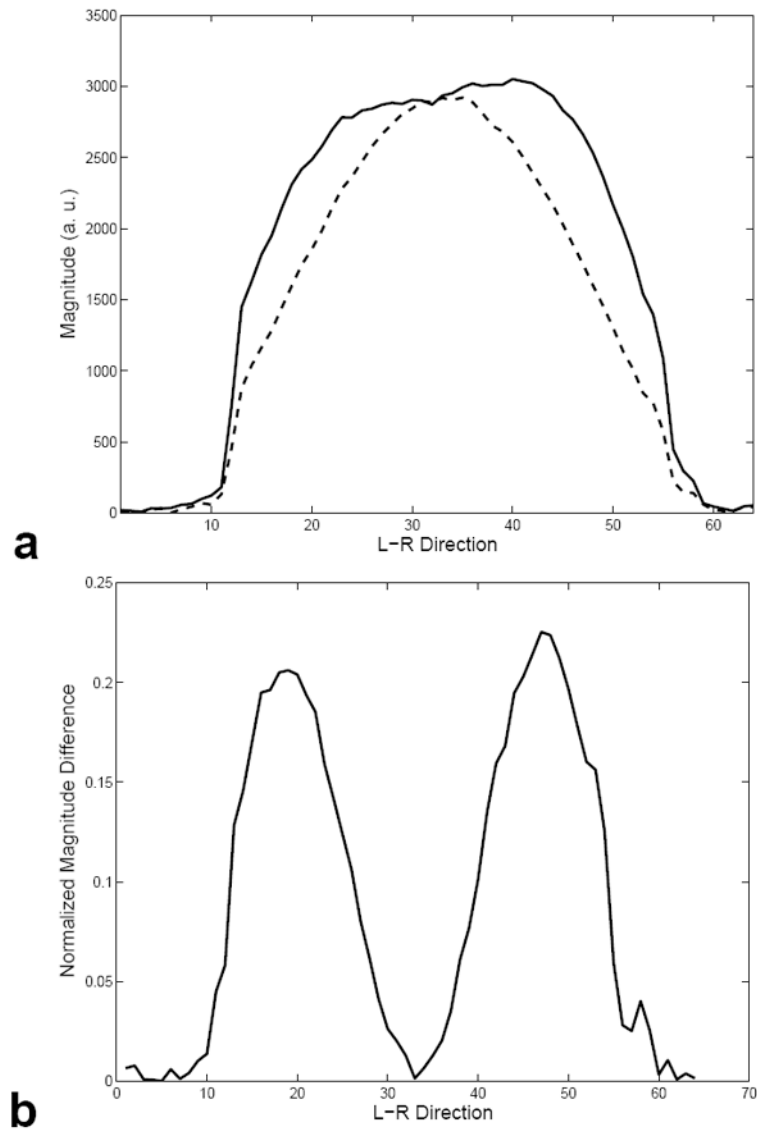 3500
3000
2500
2000
1500
1000
500
0
Magnitude (a. u.)
10 20 30 40 50 60
L−R Direction
a
0.25
0.2
0.15
0.1
0.05
0
Normalized Magnitude Difference
0 10 20 30 40 50 60 70
L−R Direction
b